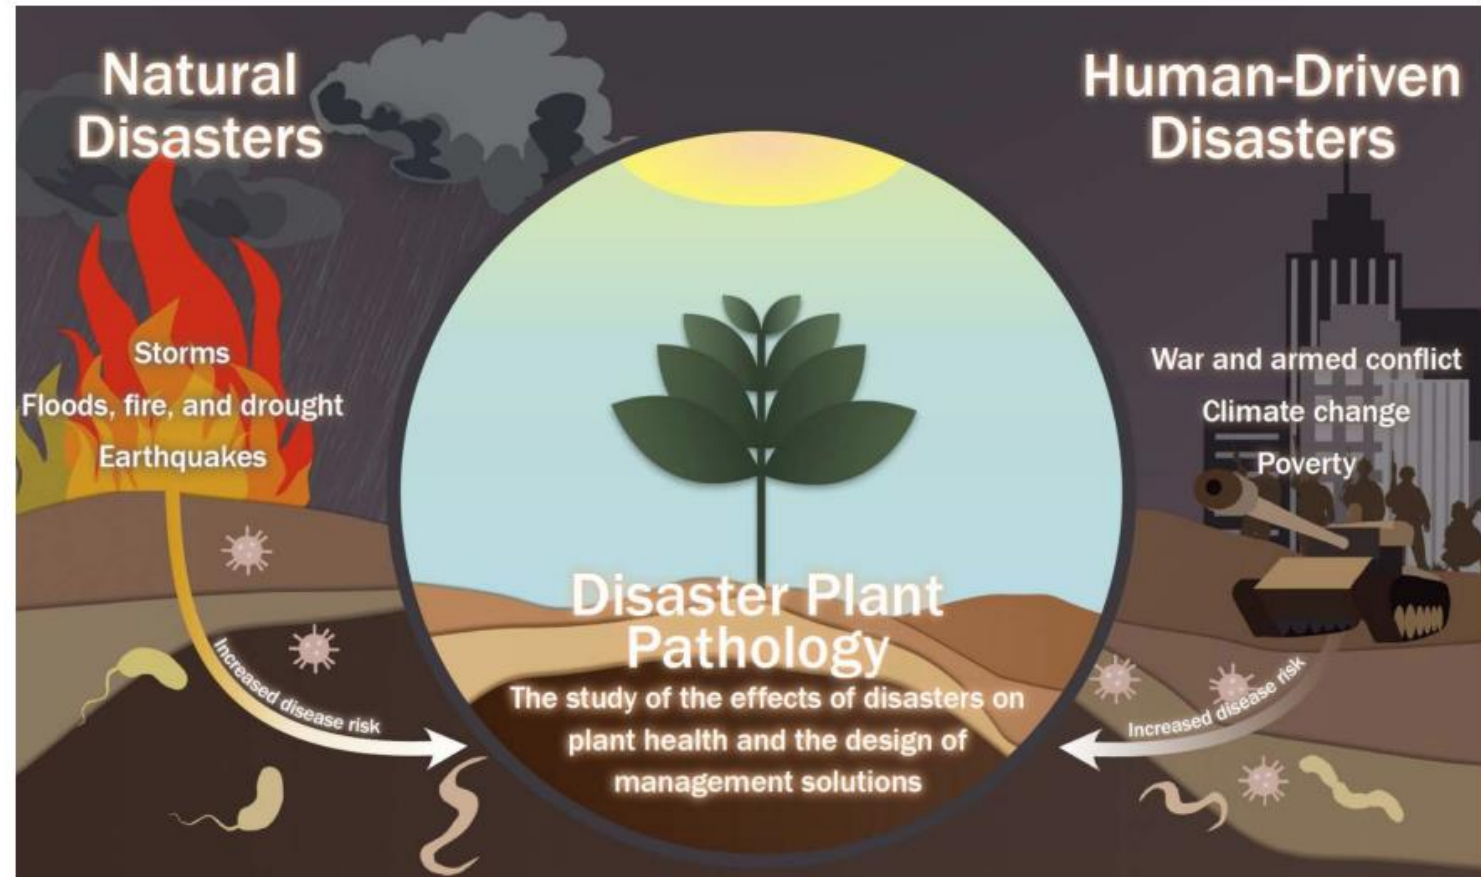 Natural
Disasters
Storms
Floods, fire, and drought
Earthquakes
Increased disease risk
Disaster Plant
Pathology
The study of the effects of disasters on
plant health and the design of
management solutions
Human-Driven
Disasters
War and armed conflict
Climate change
Poverty
Increased disease risk